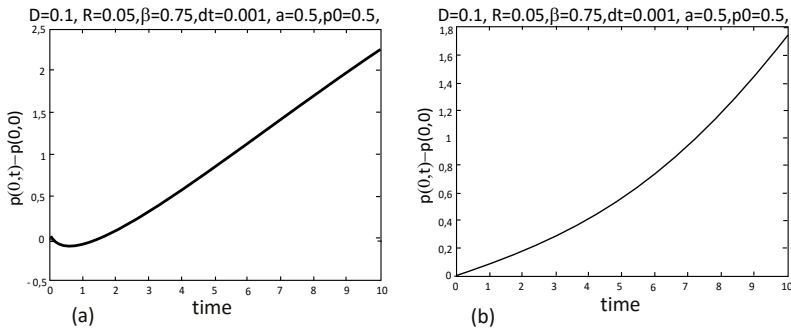 D=0.1, R=0.05,β=0.75,dt=0.001, a=0.5,p0=0.5,
2,5
2
1,5
1
0,5
0
- 0,5
0 1 2 3 4 5 6 7 8 9 10
p(0,t)−p(0,0)
time
(a)
D=0.1, R=0.05,β=0.75,dt=0.001, a=0.5,p0=0.5,
1,8
1,6
1,4
1,2
1
0,8
0,6
0,4
0,2
0
0 1 2 3 4 5 6 7 8 9 10
p(0,t)−p(0,0)
time
(b)